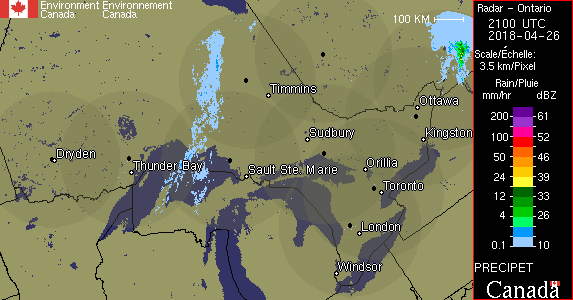 Environment Environnement
Canada Canada
100 KM
Timmins
Ottawa
Sudbury
Kingston
Dryden
Thunder Bay
Sault Ste. Marie
Orillia
Toronto
London
Windsor
Radar - Ontario
2100 UTC
2018-04-26
Scale/Échelle:
3.5 km/Pixel
Rain/Pluie
mm/hr dBZ
200 61
100 52
50 46
24 39
12 33
4 26
0.1 10
PRECIPET
Canada